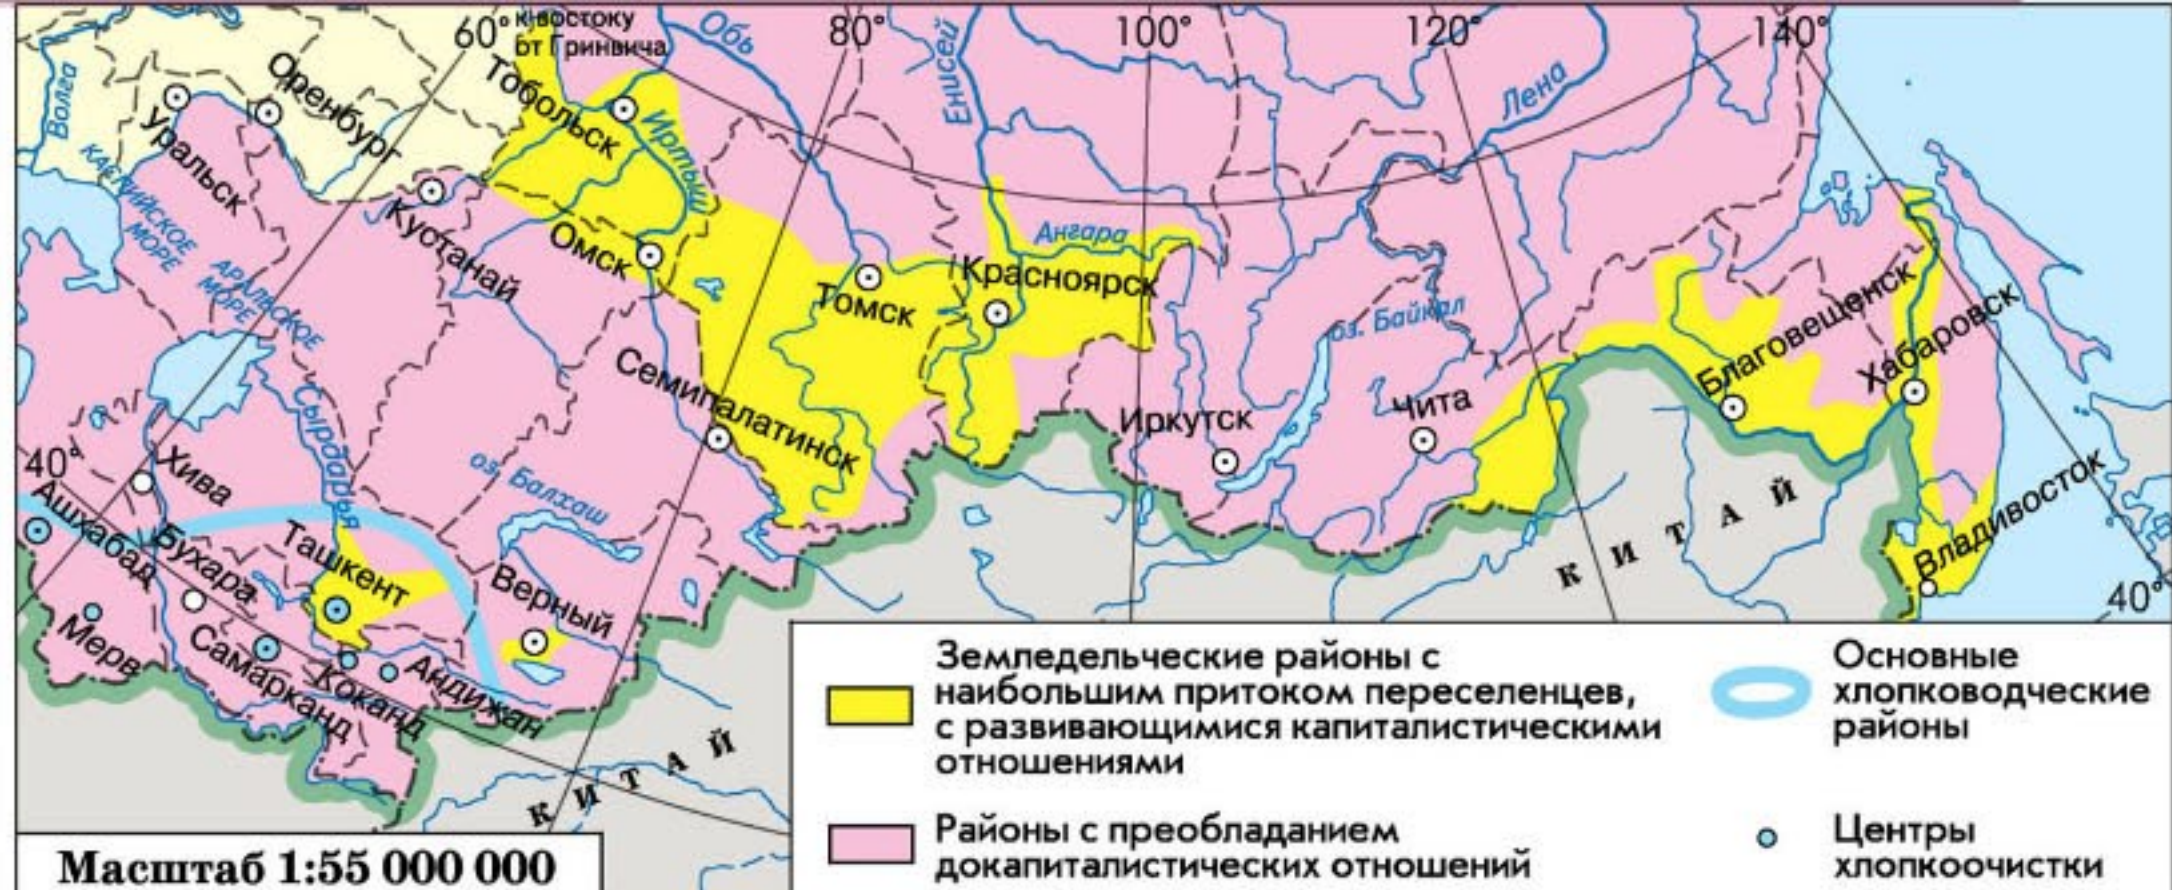 60°
к востоку
от Гринвича
80°
100°
120°
140°
Обь
Енисей
Лена
Волга
Оренбург
Тобольск
Иртыш
Уральск
КАСПИЙСКОЕ
МОРЕ
Кустанай
Омск
Томск
Красноярск
Ангара
АРАЛЬСКОЕ
МОРЕ
Семипалатинск
оз. Байкал
Благовещенск
Хабаровск
Иркутск
Чита
Сырдарья
40°
Хива
оз. Балхаш
Ашхабад
Бухара
Ташкент
Верный
КИТАЙ
Владивосток
40°
Мерв
Самарканд
Коканд
Андижан
КИТАЙ
Масштаб 1:55 000 000
Земледельческие районы с
наибольшим притоком переселенцев,
с развивающимися капиталистическими
отношениями
Районы с преобладанием
докапиталистических отношений
Основные
хлопководческие
районы
Центры
хлопкоочистки